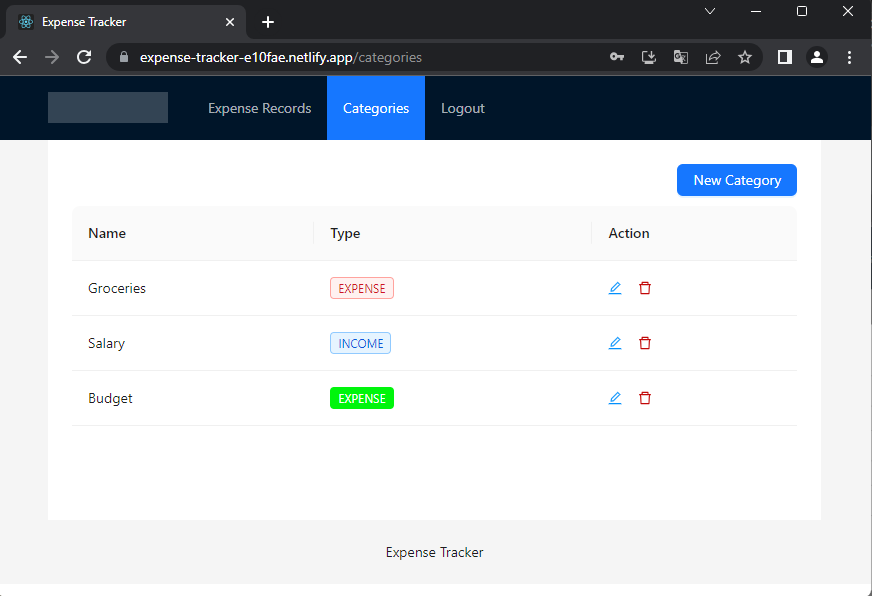 Expense Tracker
expense-tracker-e10fae.netlify.app/categories
Expense Records Categories Logout
New Category
Name Type Action
Groceries EXPENSE
Salary INCOME
Budget EXPENSE
Expense Tracker